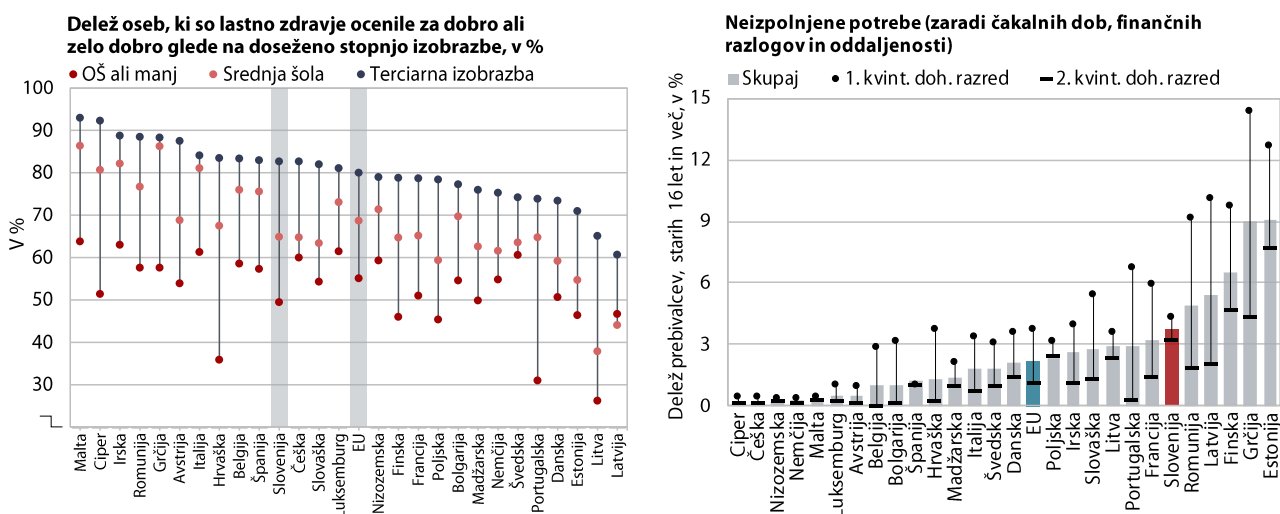 Delež oseb, ki so lastno zdravje ocenile za dobro ali
zelo dobro glede na doseženo stopnjo izobrazbe, v %
OŠ ali manj
Srednja šola
Terciarna izobrazba
V %
100
90
80
70
60
50
40
30
Malta
Ciper
Irska
Romunija
Grčija
Avstrija
Italija
Hrvaška
Belgija
Španija
Slovenija
Češka
Slovaška
Luksemburg
EU
Nizozemska
Finska
Francija
Poljska
Bolgarija
Madžarska
Nemčija
Švedska
Portugalska
Danska
Estonija
Litva
Latvija
Neizpolnjene potrebe (zaradi čakalnih dob, finančnih
razlogov in oddaljenosti)
Skupaj
1. kvint. doh. razred
2. kvint. doh. razred
Delež prebivalcev, starih 16 let in več, v %
15
12
9
6
3
0
Ciper
Češka
Nizozemska
Nemčija
Malta
Luksemburg
Avstrija
Belgija
Bolgarija
Španija
Hrvaška
Madžarska
Italija
Švedska
Danska
EU
Poljska
Irska
Slovaška
Litva
Portugalska
Francija
Slovenija
Romunija
Latvija
Finska
Grčija
Estonija